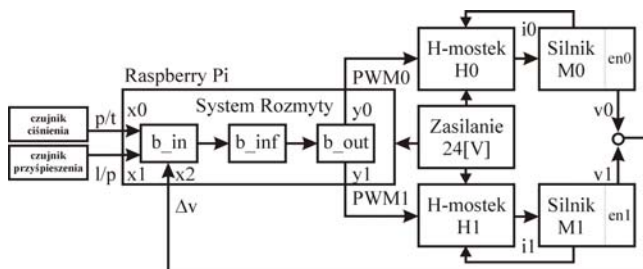 Raspberry Pi
System Rozmyty
czujnik
ciśnienia
p/t
x0
czujnik
przyśpieszenia
l/p
x1
x2
b_in
b_inf
b_out
y0
y1
Δv
PWM0
PWM1
H-mostek
H0
i0
Silnik
M0
en0
v0
Zasilanie
24[V]
H-mostek
H1
i1
Silnik
M1
en1
v1